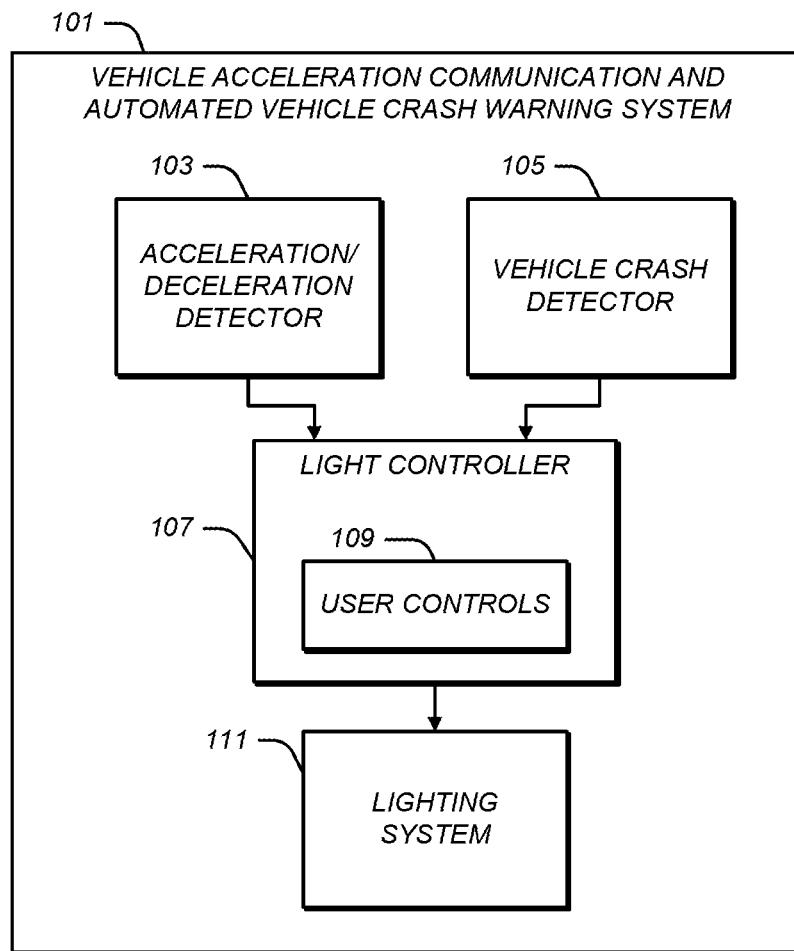 101
VEHICLE ACCELERATION COMMUNICATION AND
AUTOMATED VEHICLE CRASH WARNING SYSTEM
103
105
ACCELERATION/
DECELERATION
DETECTOR
VEHICLE CRASH
DETECTOR
LIGHT CONTROLLER
107
109
USER CONTROLS
111
LIGHTING
SYSTEM